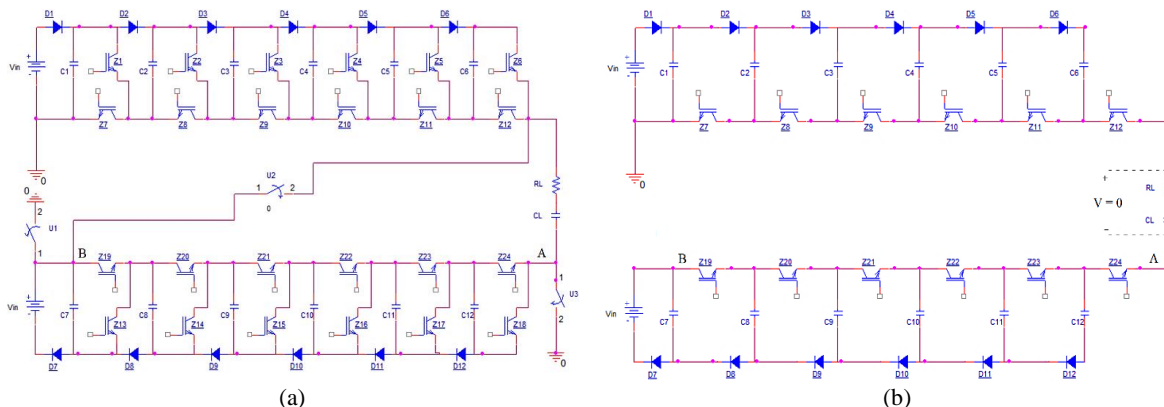 D1 D2 D3 D4 D5 D6
Vin + - C1 Z1 C2 Z2 C3 Z3 C4 Z4 C5 Z5 C6 Z6
Z7 Z8 Z9 Z10 Z11 Z12
0
0
U2
1 2
0
RL
CL
2
U1
1
B
A
Z19 Z20 Z21 Z22 Z23 Z24
1
U3
2
Vin + - C7 Z13 C8 Z14 C9 Z15 C10 Z16 C11 Z17 C12 Z18
0
D7 D8 D9 D10 D11 D12
(a)
D1 D2 D3 D4 D5 D6
Vin + - C1 C2 C3 C4 C5 C6
Z7 Z8 Z9 Z10 Z11 Z12
0
+
RL
V = 0
CL
-
B
A
Z19 Z20 Z21 Z22 Z23 Z24
Vin + - C7 C8 C9 C10 C11 C12
D7 D8 D9 D10 D11 D12
(b)